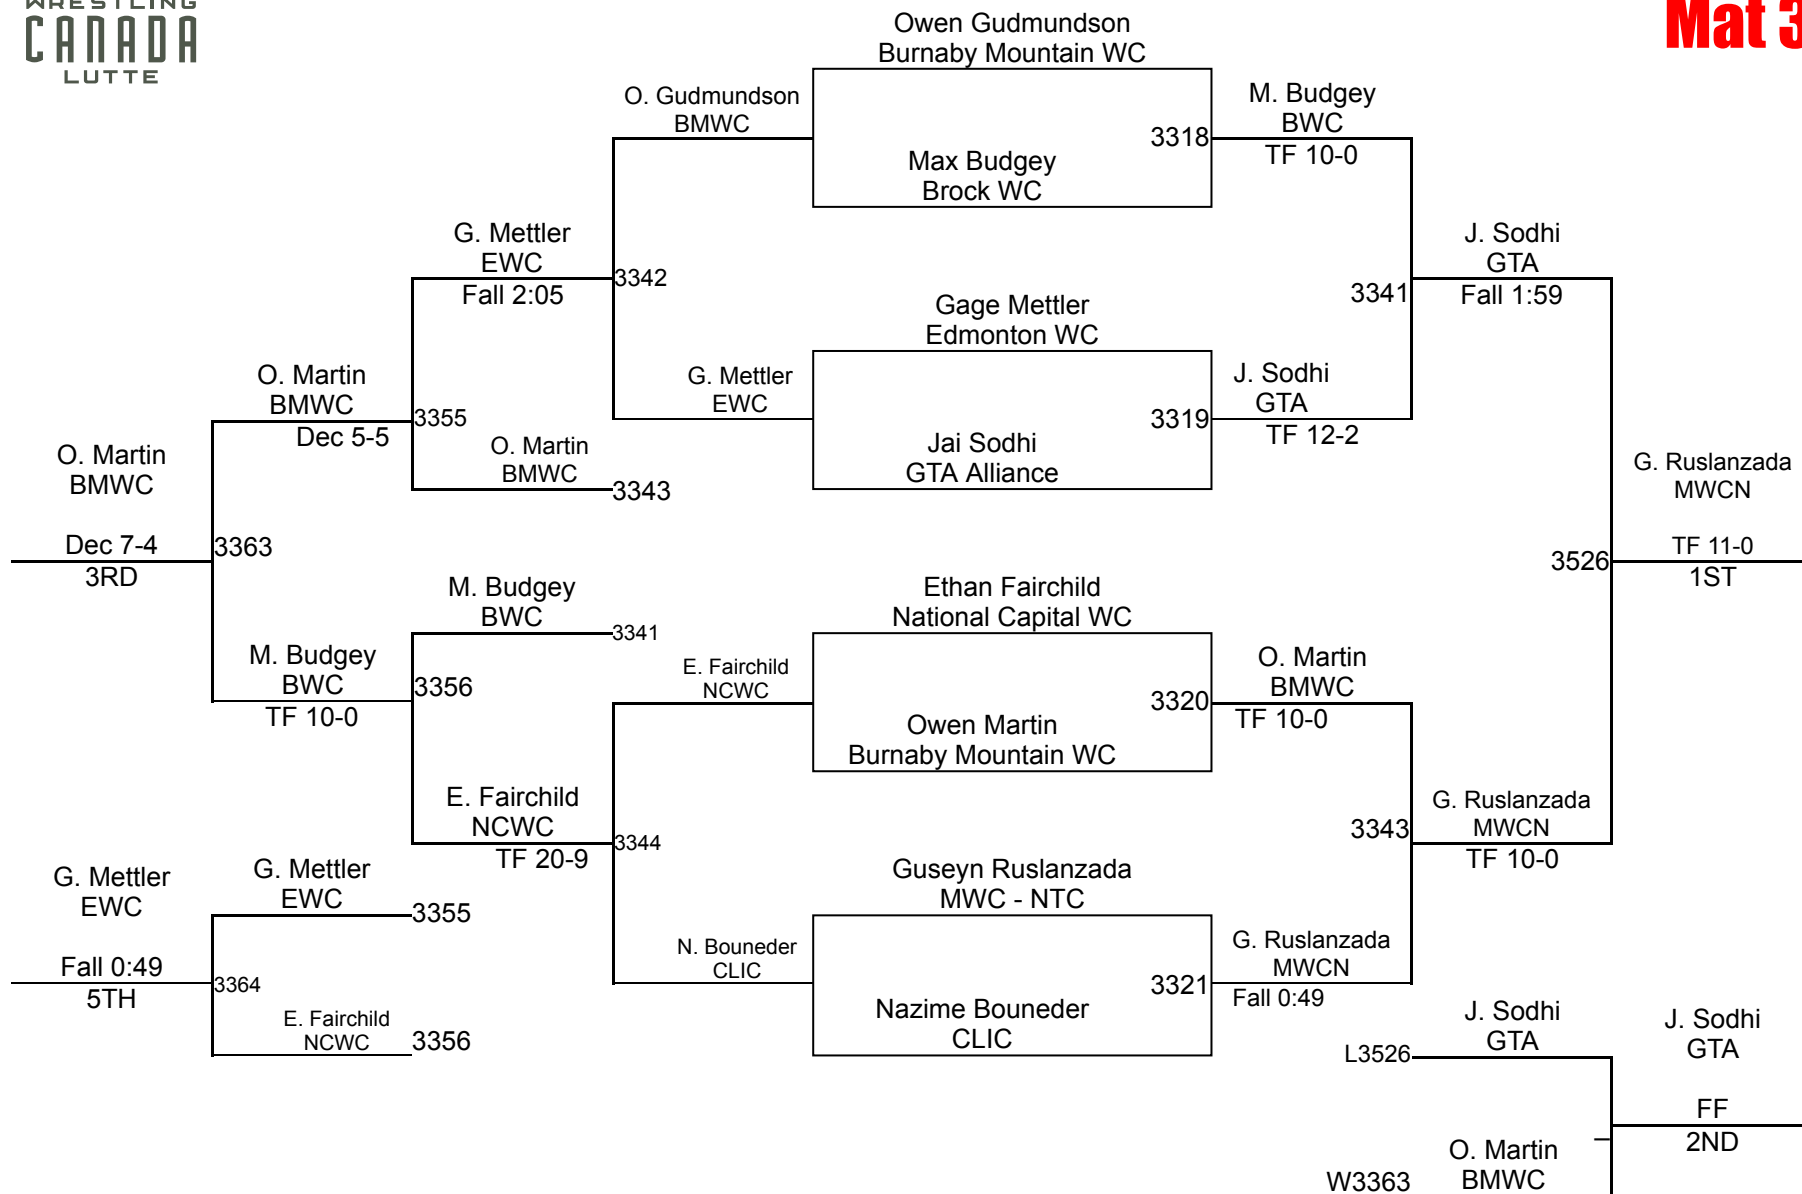 WRESTLING
CANADA
LUTTE
Mat 3
Owen Gudmundson
Burnaby Mountain WC
O. Gudmundson
BMWC
3318
M. Budgey
BWC
TF 10-0
Max Budgey
Brock WC
G. Mettler
EWC
Fall 2:05
3342
J. Sodhi
GTA
Fall 1:59
3341
Gage Mettler
Edmonton WC
O. Martin
BMWC
Dec 5-5
3355
G. Mettler
EWC
3319
J. Sodhi
GTA
TF 12-2
Jai Sodhi
GTA Alliance
O. Martin
BMWC
3343
O. Martin
BMWC
Dec 7-4
3RD
3363
G. Ruslanzada
MWCN
3526
TF 11-0
1ST
M. Budgey
BWC
3341
Ethan Fairchild
National Capital WC
M. Budgey
BWC
TF 10-0
3356
E. Fairchild
NCWC
3320
O. Martin
BMWC
TF 10-0
Owen Martin
Burnaby Mountain WC
E. Fairchild
NCWC
TF 20-9
3344
3343
G. Ruslanzada
MWCN
TF 10-0
Guseyn Ruslanzada
MWC - NTC
G. Mettler
EWC
Fall 0:49
5TH
G. Mettler
EWC
3355
3364
E. Fairchild
NCWC
3356
N. Bouneder
CLIC
3321
G. Ruslanzada
MWCN
Fall 0:49
Nazime Bouneder
CLIC
J. Sodhi
GTA
L3526
J. Sodhi
GTA
FF
2ND
O. Martin
BMWC
W3363